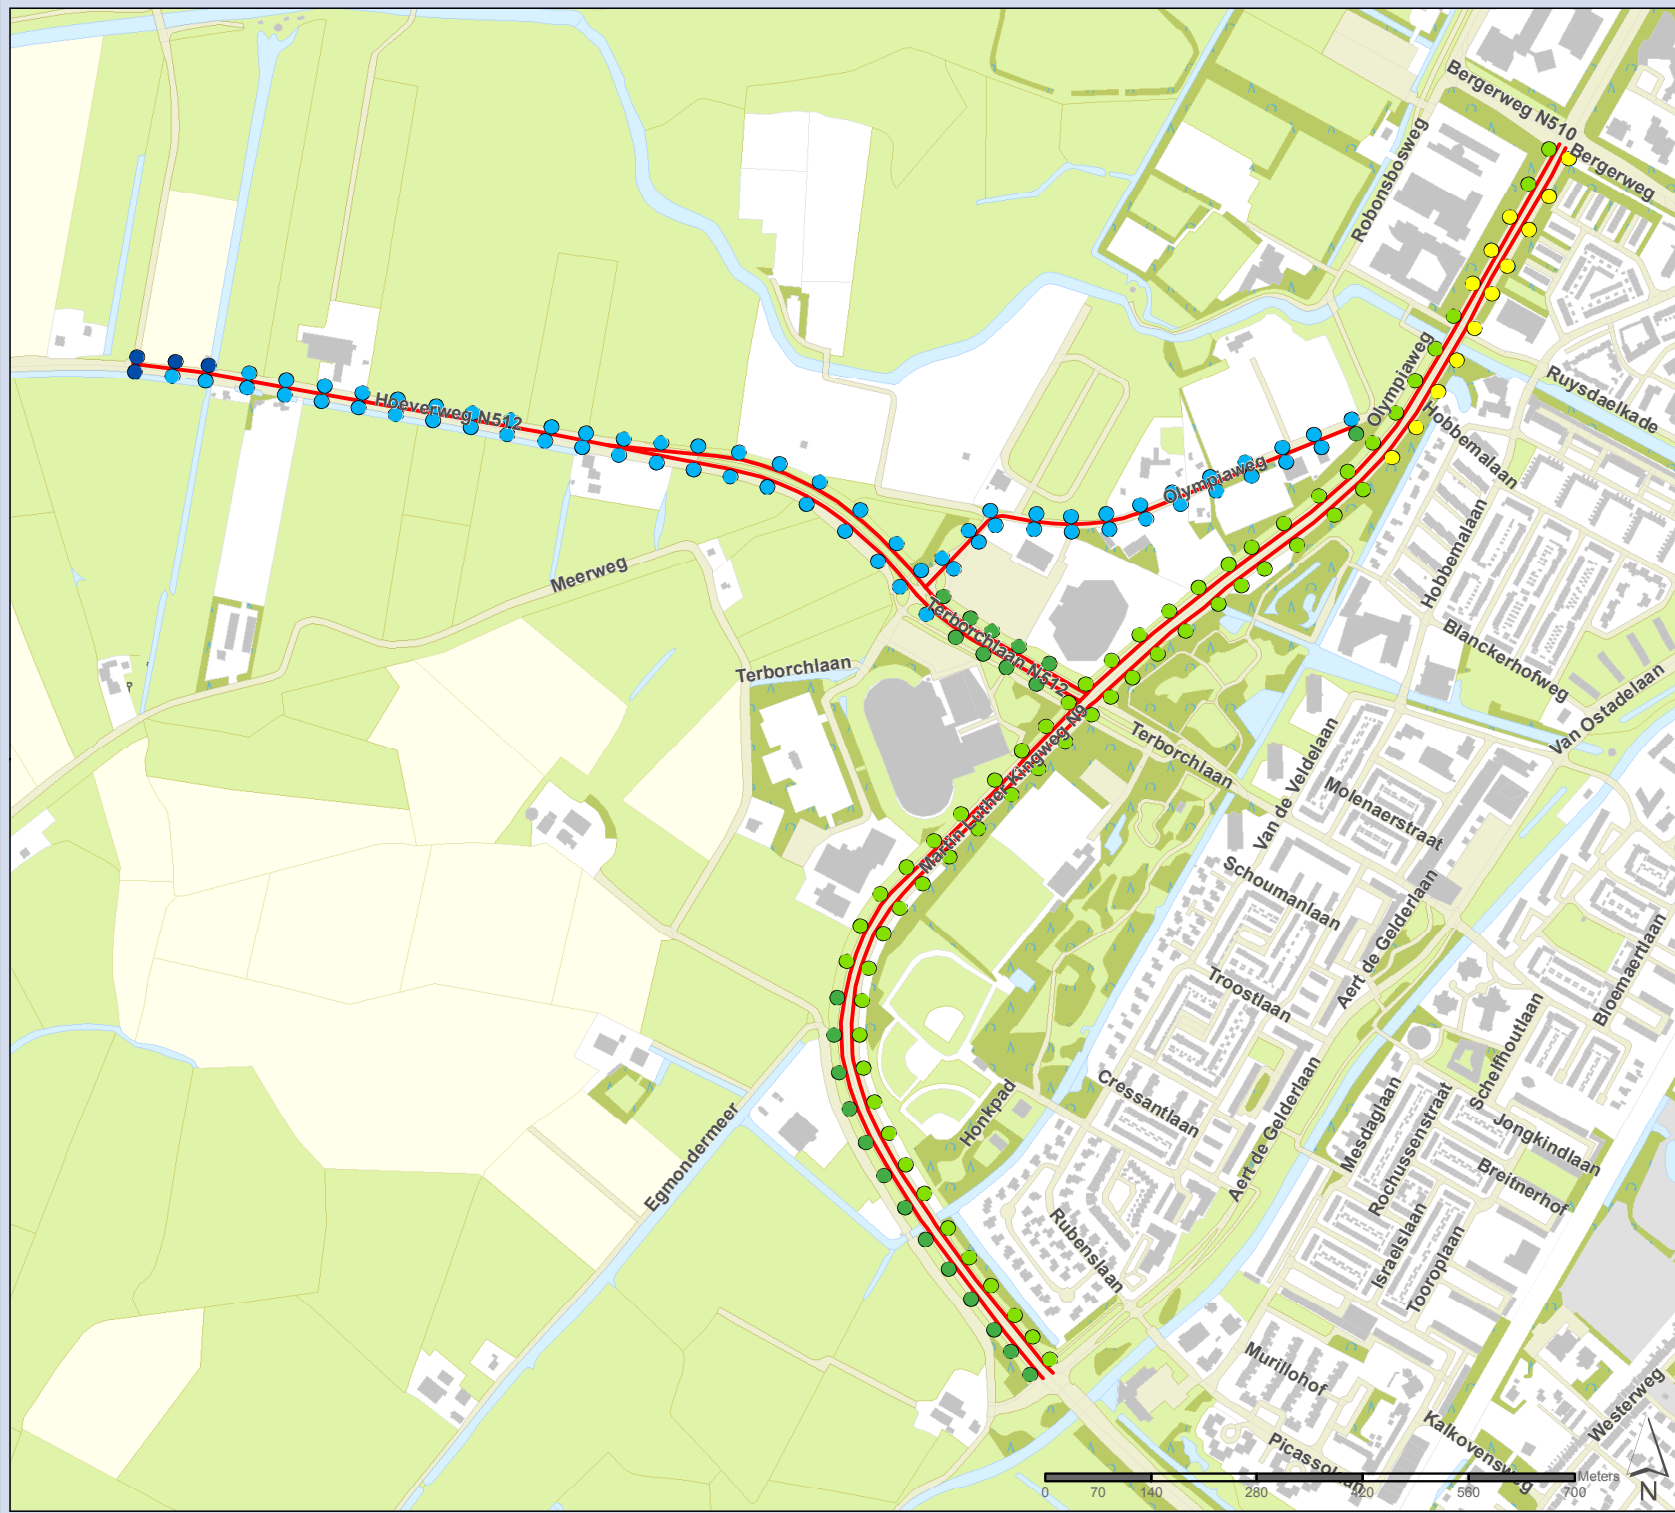 Bergerweg N510
Bergerweg
Robonsbosweg
Olympiaweg
Ruysdaelkade
Hoeverweg N512
Hobbemalaan
Olympiaweg
Hobbemalaan
Meerweg
Terborchlaan N512
Blanckerhofweg
Terborchlaan
Van Ostadelaan
Martin Luther Kingweg N9
Terborchlaan
Van de Veldelaan
Molenaerstraat
Schoumanlaan
Aert de Gelderlaan
Bloemaertlaan
Troostlaan
Schelfhoutlaan
Honkpad
Cressantlaan
Mesdaglaan
Rochussenstraat
Jongkindlaan
Egmondermeer
Aert de Gelderlaan
Breitnerhof
Rubenslaan
Israelslaan
Tooroplaan
Murillohof
Westerweg
Kalkovensweg
Picassolaan
Meters
0 70 140 280 420 560 700
N